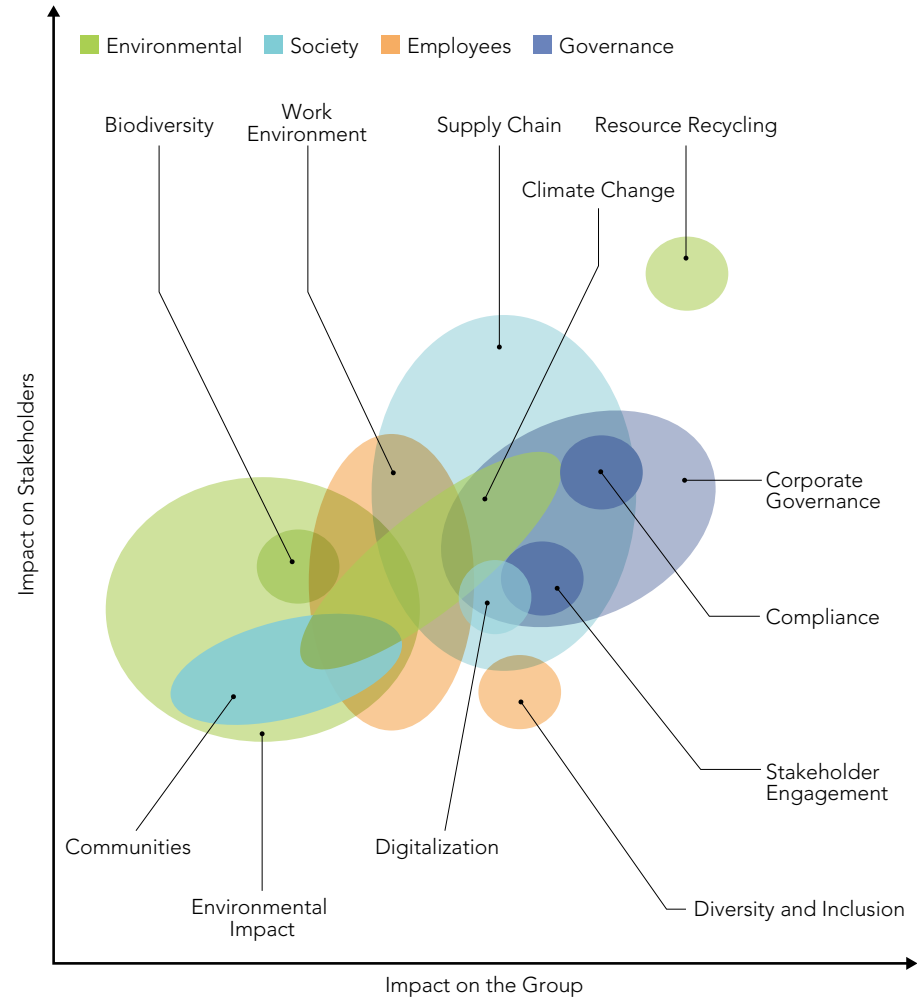 Environmental
Society
Employees
Governance
Biodiversity
Work
Environment
Supply Chain
Resource Recycling
Climate Change
Impact on Stakeholders
Corporate
Governance
Compliance
Stakeholder
Engagement
Communities
Digitalization
Environmental
Impact
Diversity and Inclusion
Impact on the Group